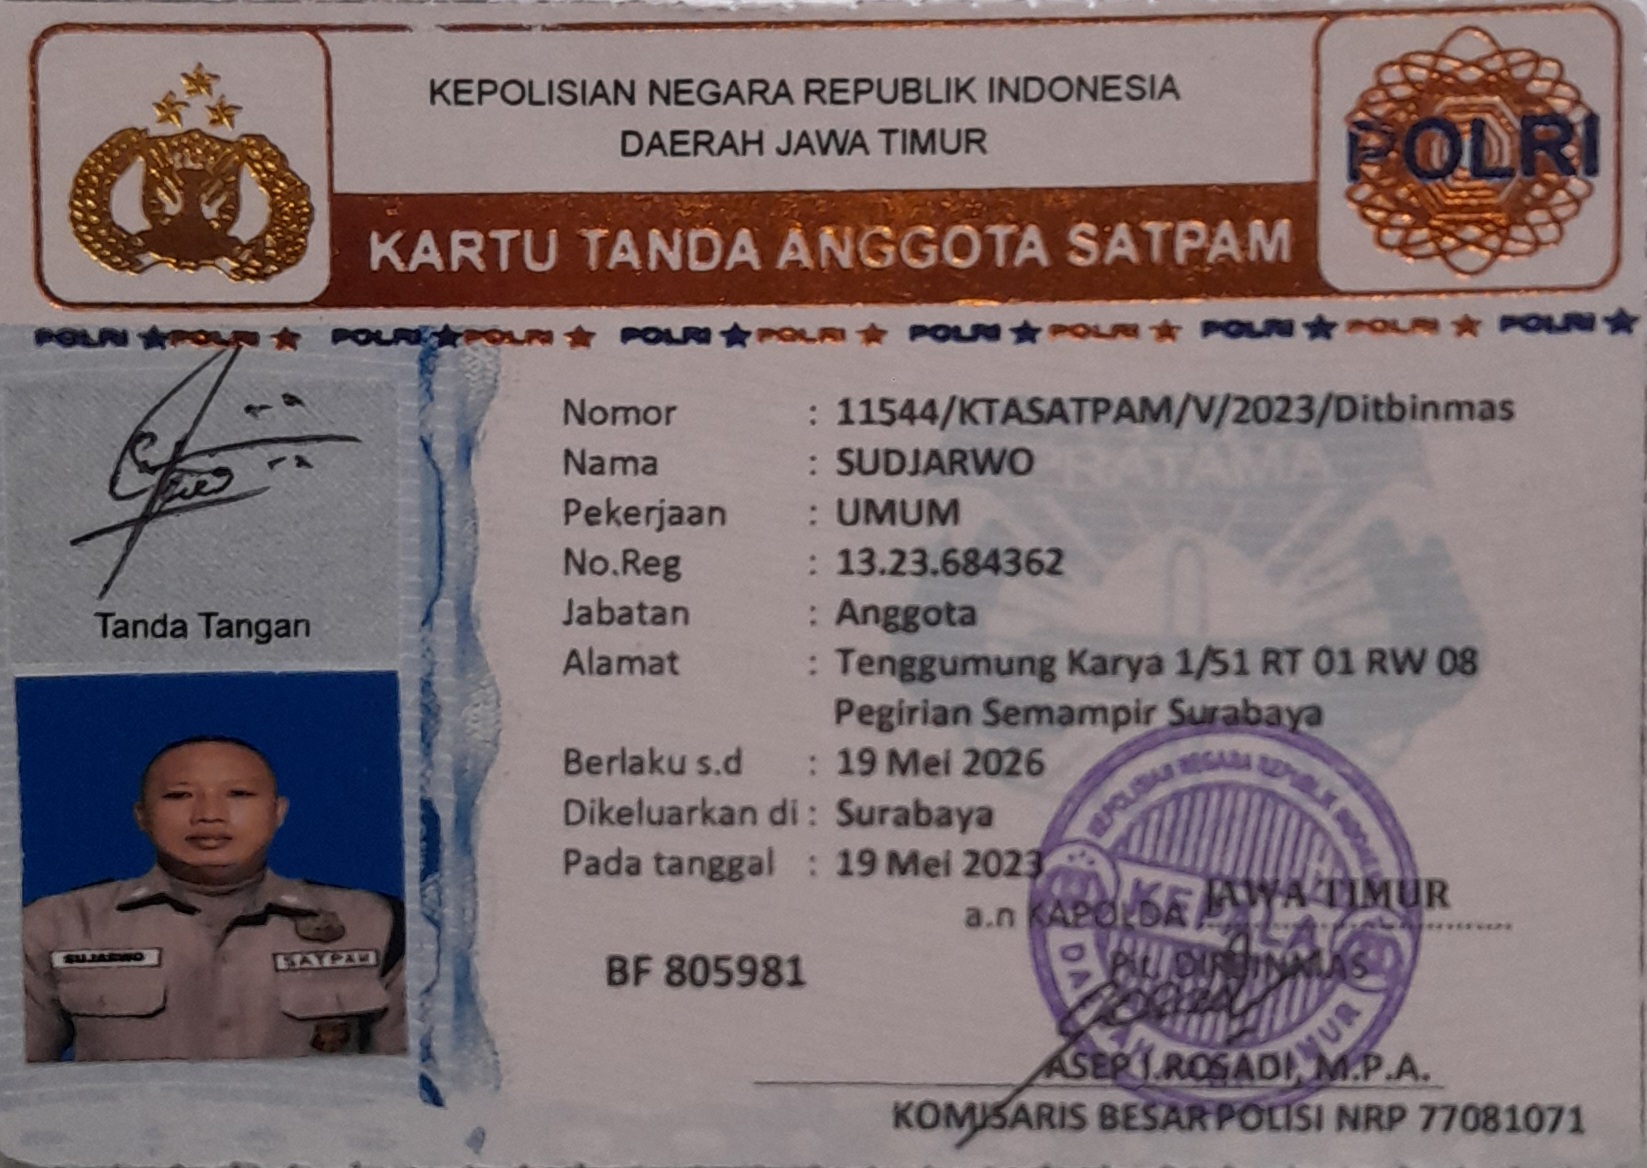 KEPOLISIAN NEGARA REPUBLIK INDONESIA
DAERAH JAWA TIMUR
POLRI
KARTU TANDA ANGGOTA SATPAM
POLRI POLRI POLRI POLRI POLRI POLRI POLRI POLRI POLRI POLRI POLRI
Tanda Tangan
Nomor : 11544/KTASATPAM/V/2023/Ditbinmas
PRATAMA
Nama : SUDJARWO
Pekerjaan : UMUM
No.Reg : 13.23.684362
Jabatan : Anggota
Alamat : Tenggumung Karya 1/51 RT 01 RW 08
Pegirian Semampir Surabaya
Berlaku s.d : 19 Mei 2026
Dikeluarkan di : Surabaya
Pada tanggal : 19 Mei 2023
a.n KAPOLDA JAWA TIMUR
Plt. DIRBINMAS
BF 805981
ASEP I.ROSADI, M.P.A.
KOMISARIS BESAR POLISI NRP 77081071
KEPOLISIAN NEGARA REPUBLIK INDONESIA
KEPALA
SUJARWO
SATPAM